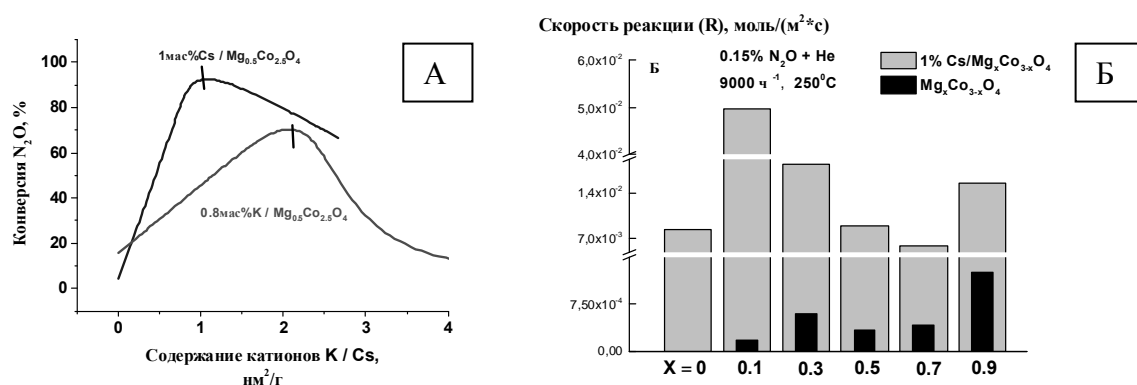 А
1мас%Cs / Mg0.5Co2.5O4
Конверсия N2O, %
100
80
60
40
20
0
0.8мас%K / Mg0.5Co2.5O4
0 1 2 3 4
Содержание катионов K / Cs,
нм²/г
Скорость реакции (R), моль/(м²*с)
Б
Б
0.15% N2O + He
9000 ч ⁻¹, 250⁰C
1% Cs/MgxCo3-xO4
MgxCo3-xO4
6,0x10⁻²
5,0x10⁻²
4,0x10⁻²
1,4x10⁻²
7,0x10⁻³
7,50x10⁻⁴
0,00
X = 0 0.1 0.3 0.5 0.7 0.9